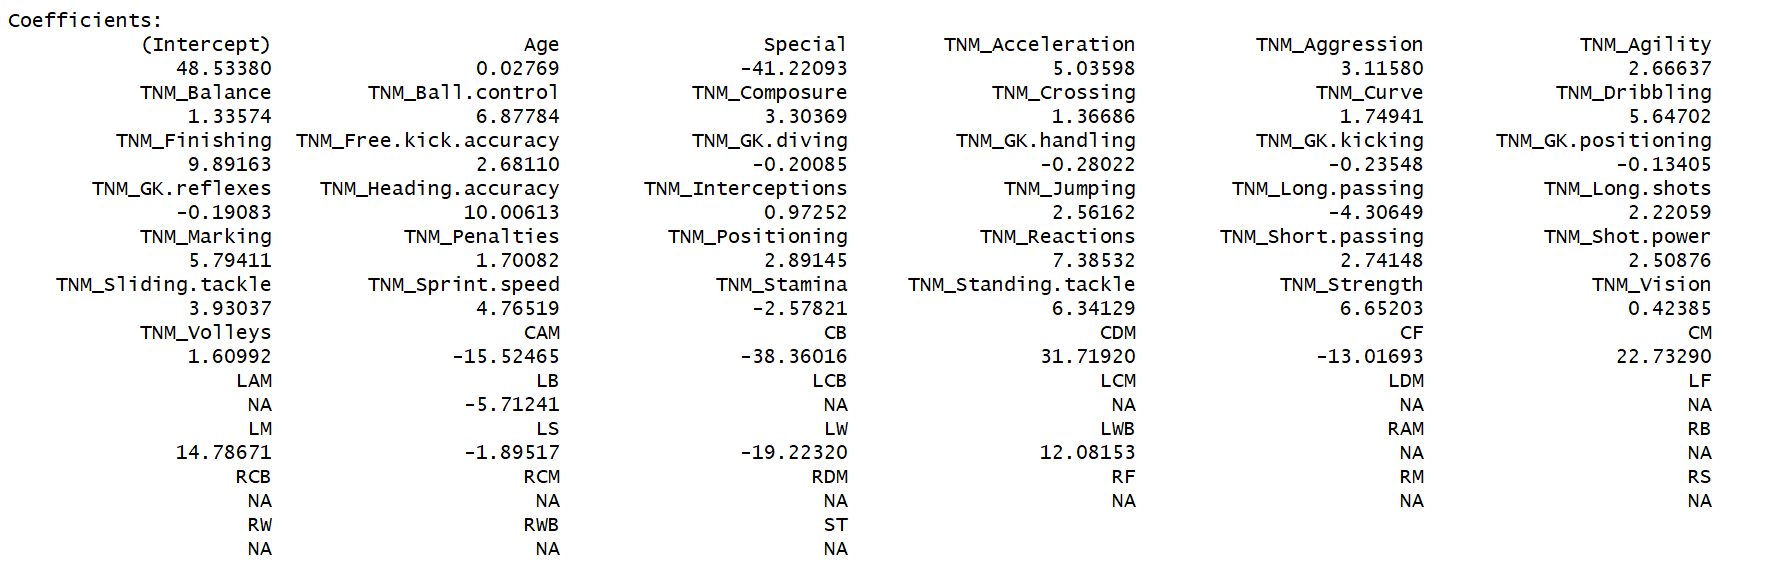 Coefficients:
(Intercept) Age Special TNM_Acceleration TNM_Aggression TNM_Agility
48.53380 0.02769 -41.22093 5.03598 3.11580 2.66637
TNM_Balance TNM_Ball.control TNM_Composure TNM_Crossing TNM_Curve TNM_Dribbling
1.33574 6.87784 3.30369 1.36686 1.74941 5.64702
TNM_Finishing TNM_Free.kick.accuracy TNM_GK.diving TNM_GK.handling TNM_GK.kicking TNM_GK.positioning
9.89163 2.68110 -0.20085 -0.28022 -0.23548 -0.13405
TNM_GK.reflexes TNM_Heading.accuracy TNM_Interceptions TNM_Jumping TNM_Long.passing TNM_Long.shots
-0.19083 10.00613 0.97252 2.56162 -4.30649 2.22059
TNM_Marking TNM_Penalties TNM_Positioning TNM_Reactions TNM_Short.passing TNM_Shot.power
5.79411 1.70082 2.89145 7.38532 2.74148 2.50876
TNM_Sliding.tackle TNM_Sprint.speed TNM_Stamina TNM_Standing.tackle TNM_Strength TNM_Vision
3.93037 4.76519 -2.57821 6.34129 6.65203 0.42385
TNM_Volleys CAM CB CDM CF CM
1.60992 -15.52465 -38.36016 31.71920 -13.01693 22.73290
LAM LB LCB LCM LDM LF
NA -5.71241 NA NA NA NA
LM LS LW LWB RAM RB
14.78671 -1.89517 -19.22320 12.08153 NA NA
RCB RCM RDM RF RM RS
NA NA NA NA NA NA
RW RWB ST
NA NA NA